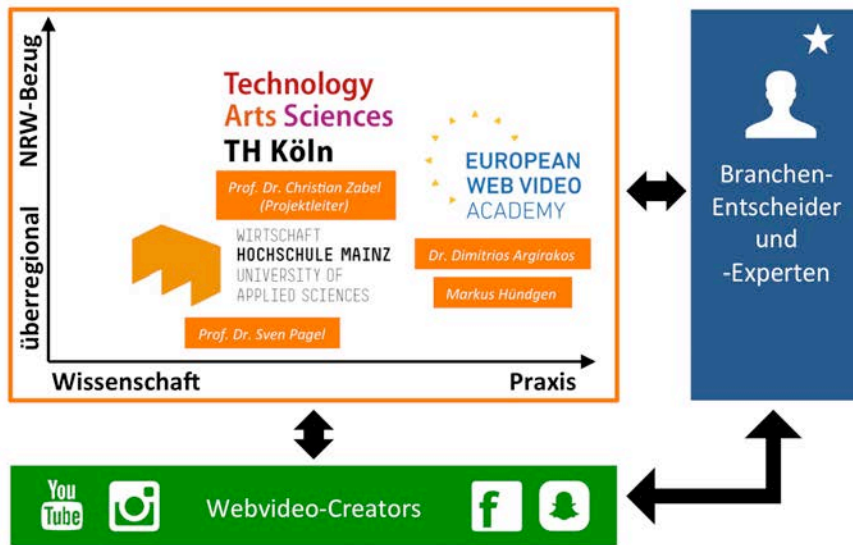 NRW-Bezug
überregional
Technology
Arts Sciences
TH Köln
Prof. Dr. Christian Zabel
(Projektleiter)
EUROPEAN
WEB VIDEO
ACADEMY
WIRTSCHAFT
HOCHSCHULE MAINZ
UNIVERSITY OF
APPLIED SCIENCES
Dr. Dimitrios Argirakos
Markus Hündgen
Prof. Dr. Sven Pagel
Wissenschaft
Praxis
Branchen-
Entscheider
und
-Experten
You
Tube
Webvideo-Creators
f